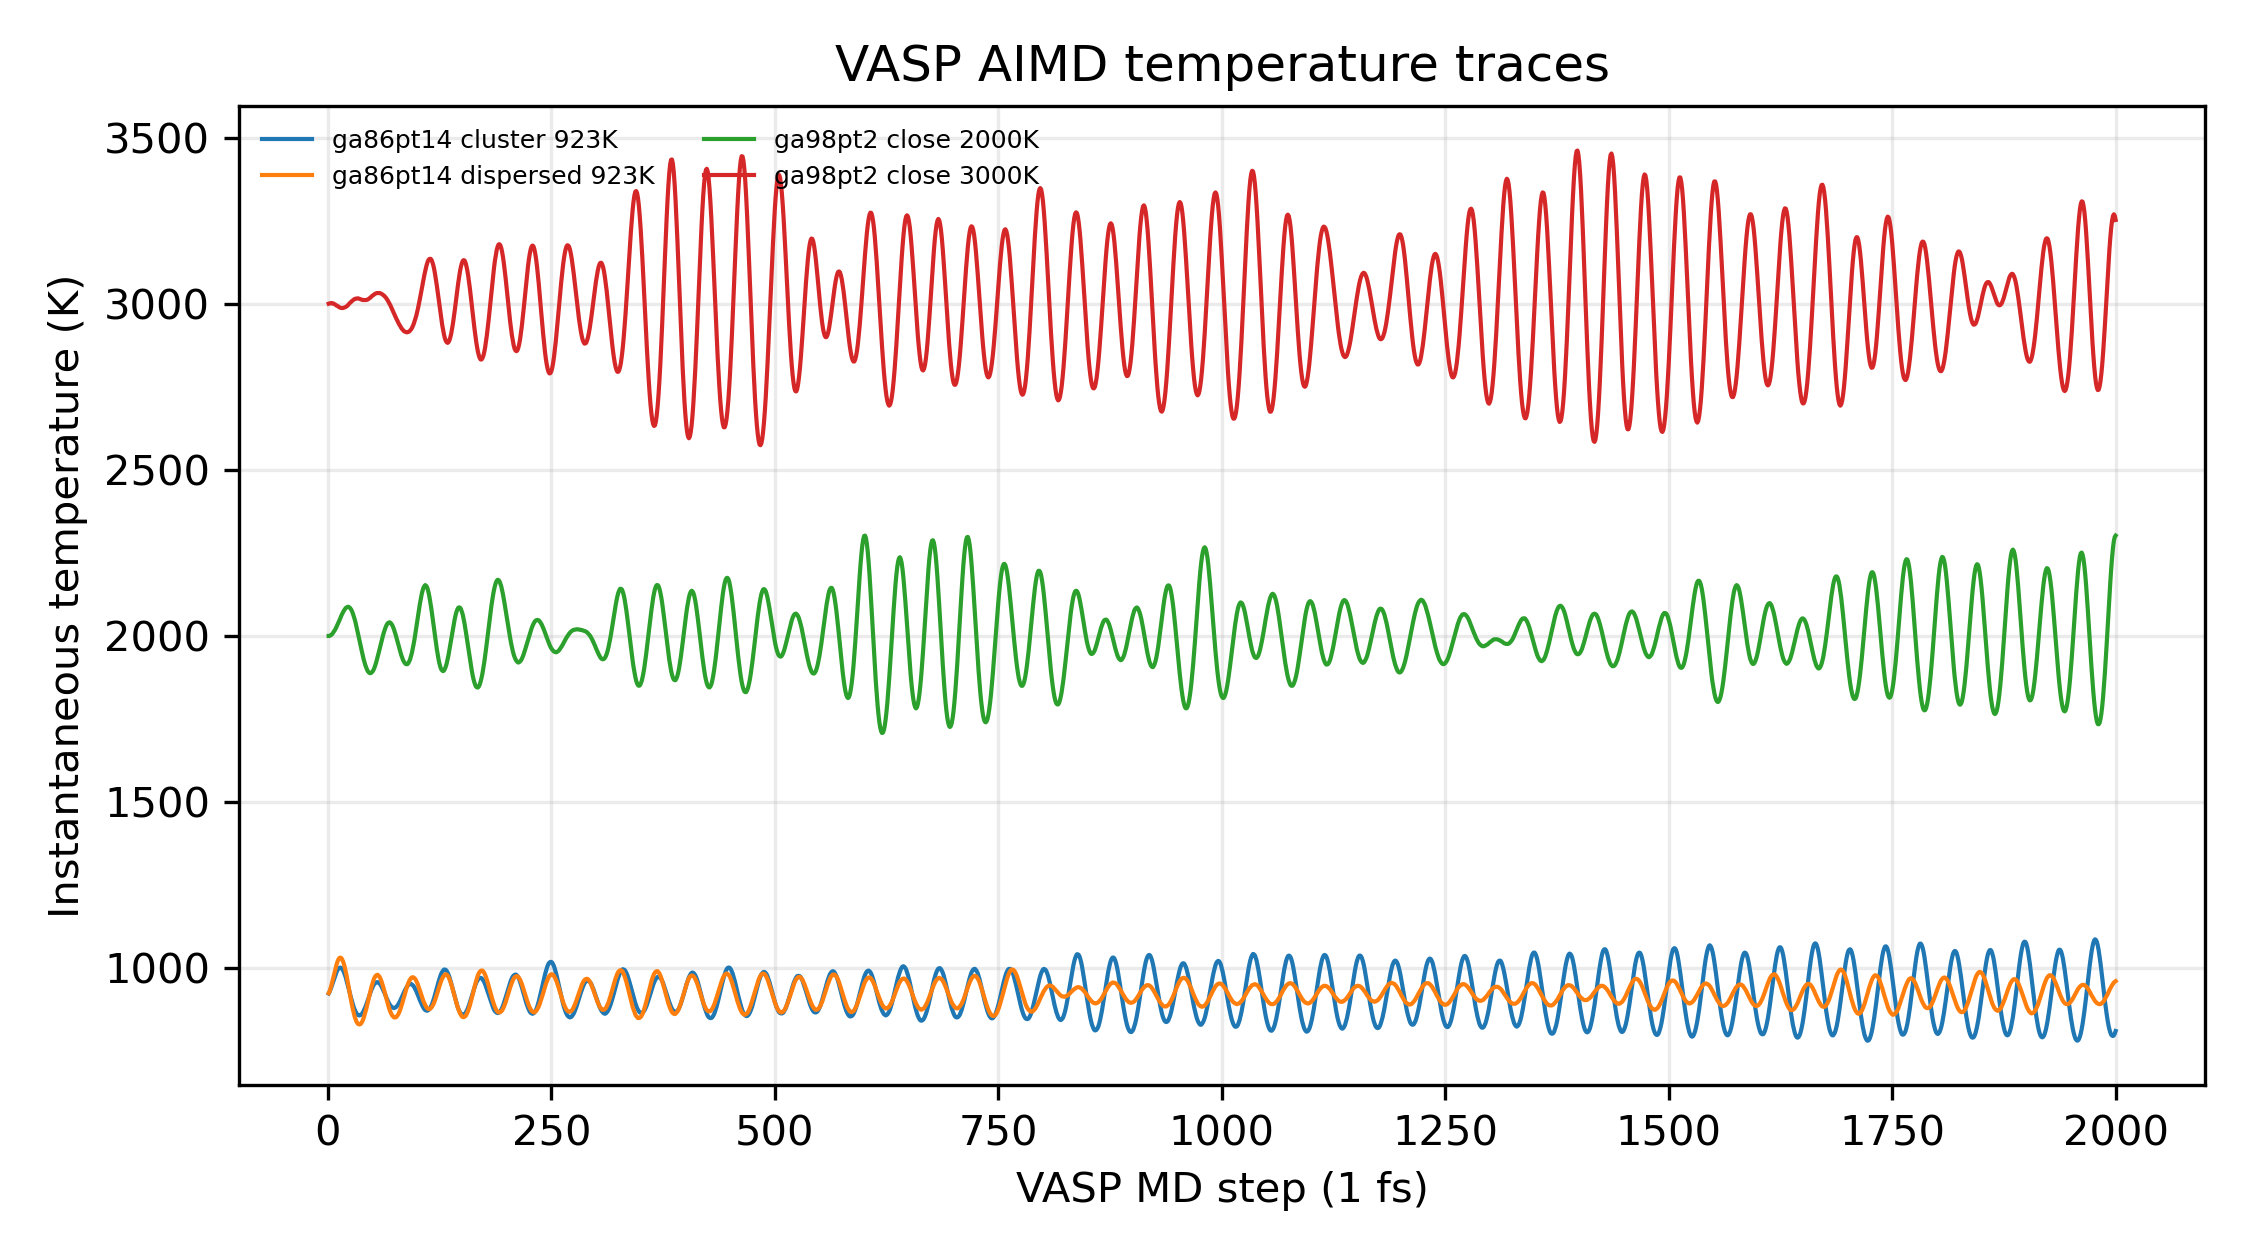 VASP AIMD temperature traces
ga86pt14 cluster 923K
ga86pt14 dispersed 923K
ga98pt2 close 2000K
ga98pt2 close 3000K
Instantaneous temperature (K)
3500
3000
2500
2000
1500
1000
0 250 500 750 1000 1250 1500 1750 2000
VASP MD step (1 fs)